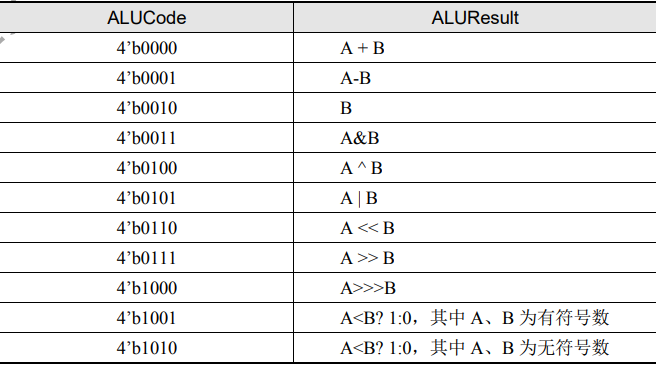 ALUCode ALUResult
4’b0000 A + B
4’b0001 A-B
4’b0010 B
4’b0011 A&B
4’b0100 A ^ B
4’b0101 A | B
4’b0110 A << B
4’b0111 A >> B
4’b1000 A>>>B
4’b1001 A<B? 1:0，其中 A、B 为有符号数
4’b1010 A<B? 1:0，其中 A、B 为无符号数